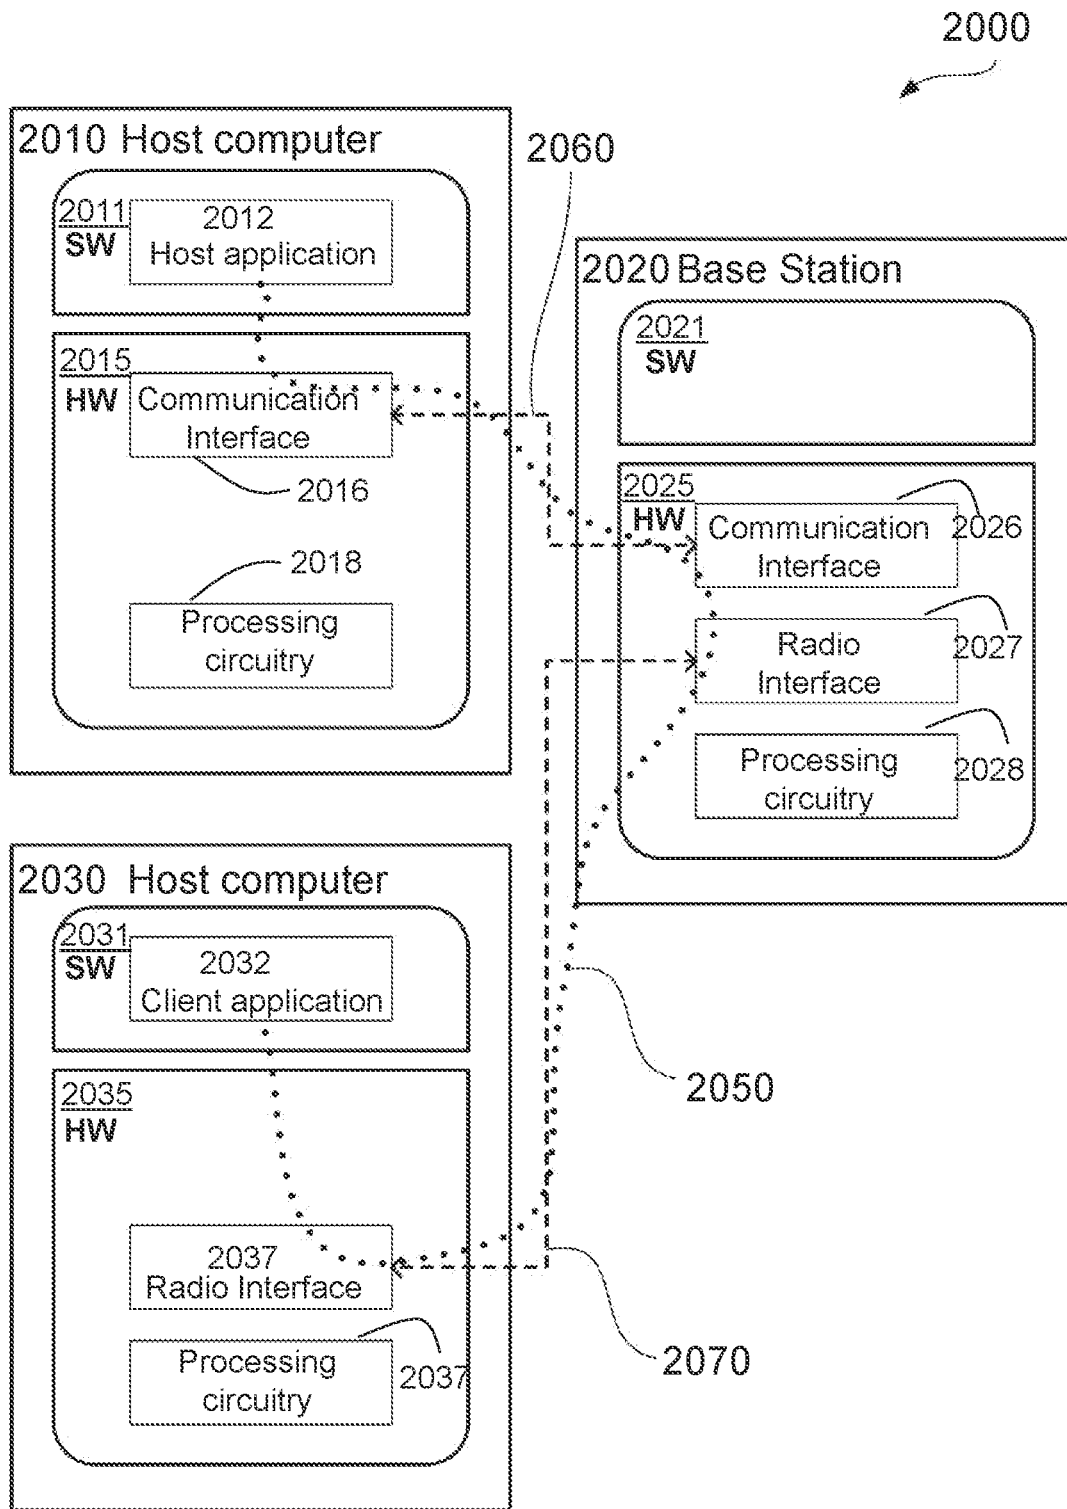 2000
2010 Host computer
2060
2011
SW
2012
Host application
2020 Base Station
2021
SW
2015
HW
Communication
Interface
2016
2025
HW
Communication
Interface
2026
2018
Processing
circuitry
Radio
Interface
2027
Processing
circuitry
2028
2030 Host computer
2031
SW
2032
Client application
2050
2035
HW
2037
Radio Interface
2070
Processing
circuitry
2037